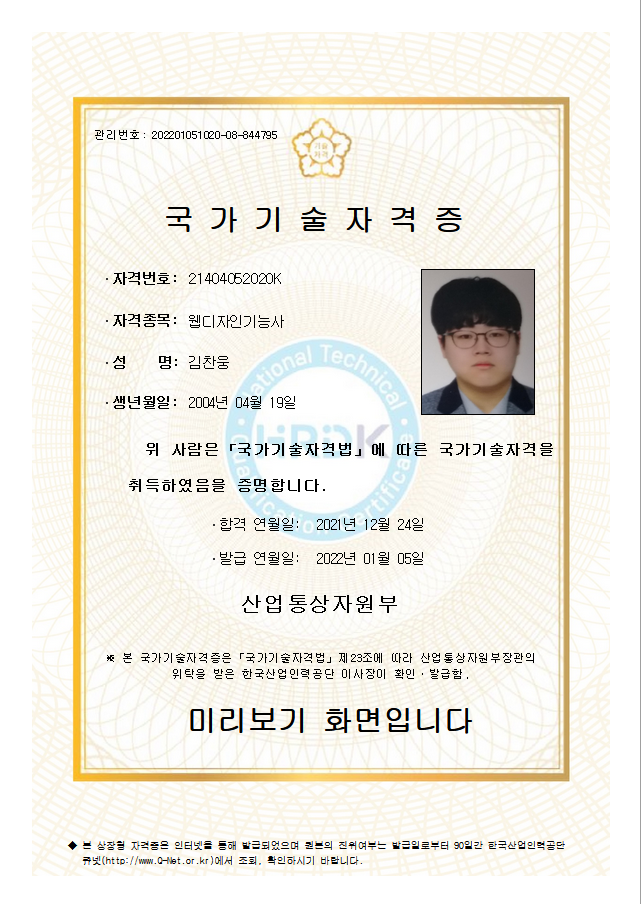 관리번호 : 202201051020-08-844795
기술
자격
국가기술자격증
· 자격번호 : 21404052020K
· 자격종목 : 웹디자인기능사
· 성 명 : 김찬웅
· 생년월일 : 2004년 04월 19일
National Technical
HRDK
Qualification Certificate
위 사람은 「국가기술자격법」에 따른 국가기술자격을
취득하였음을 증명합니다.
· 합격 연월일 : 2021년 12월 24일
· 발급 연월일 : 2022년 01월 05일
산업통상자원부
※ 본 국가기술자격증은 「국가기술자격법」 제23조에 따라 산업통상자원부장관의
위탁을 받은 한국산업인력공단 이사장이 확인·발급함.
미리보기 화면입니다
◆ 본 상장형 자격증은 인터넷을 통해 발급되었으며 원본의 진위여부는 발급일로부터 90일간 한국산업인력공단
큐넷(http://www.Q-Net.or.kr)에서 조회, 확인하시기 바랍니다.